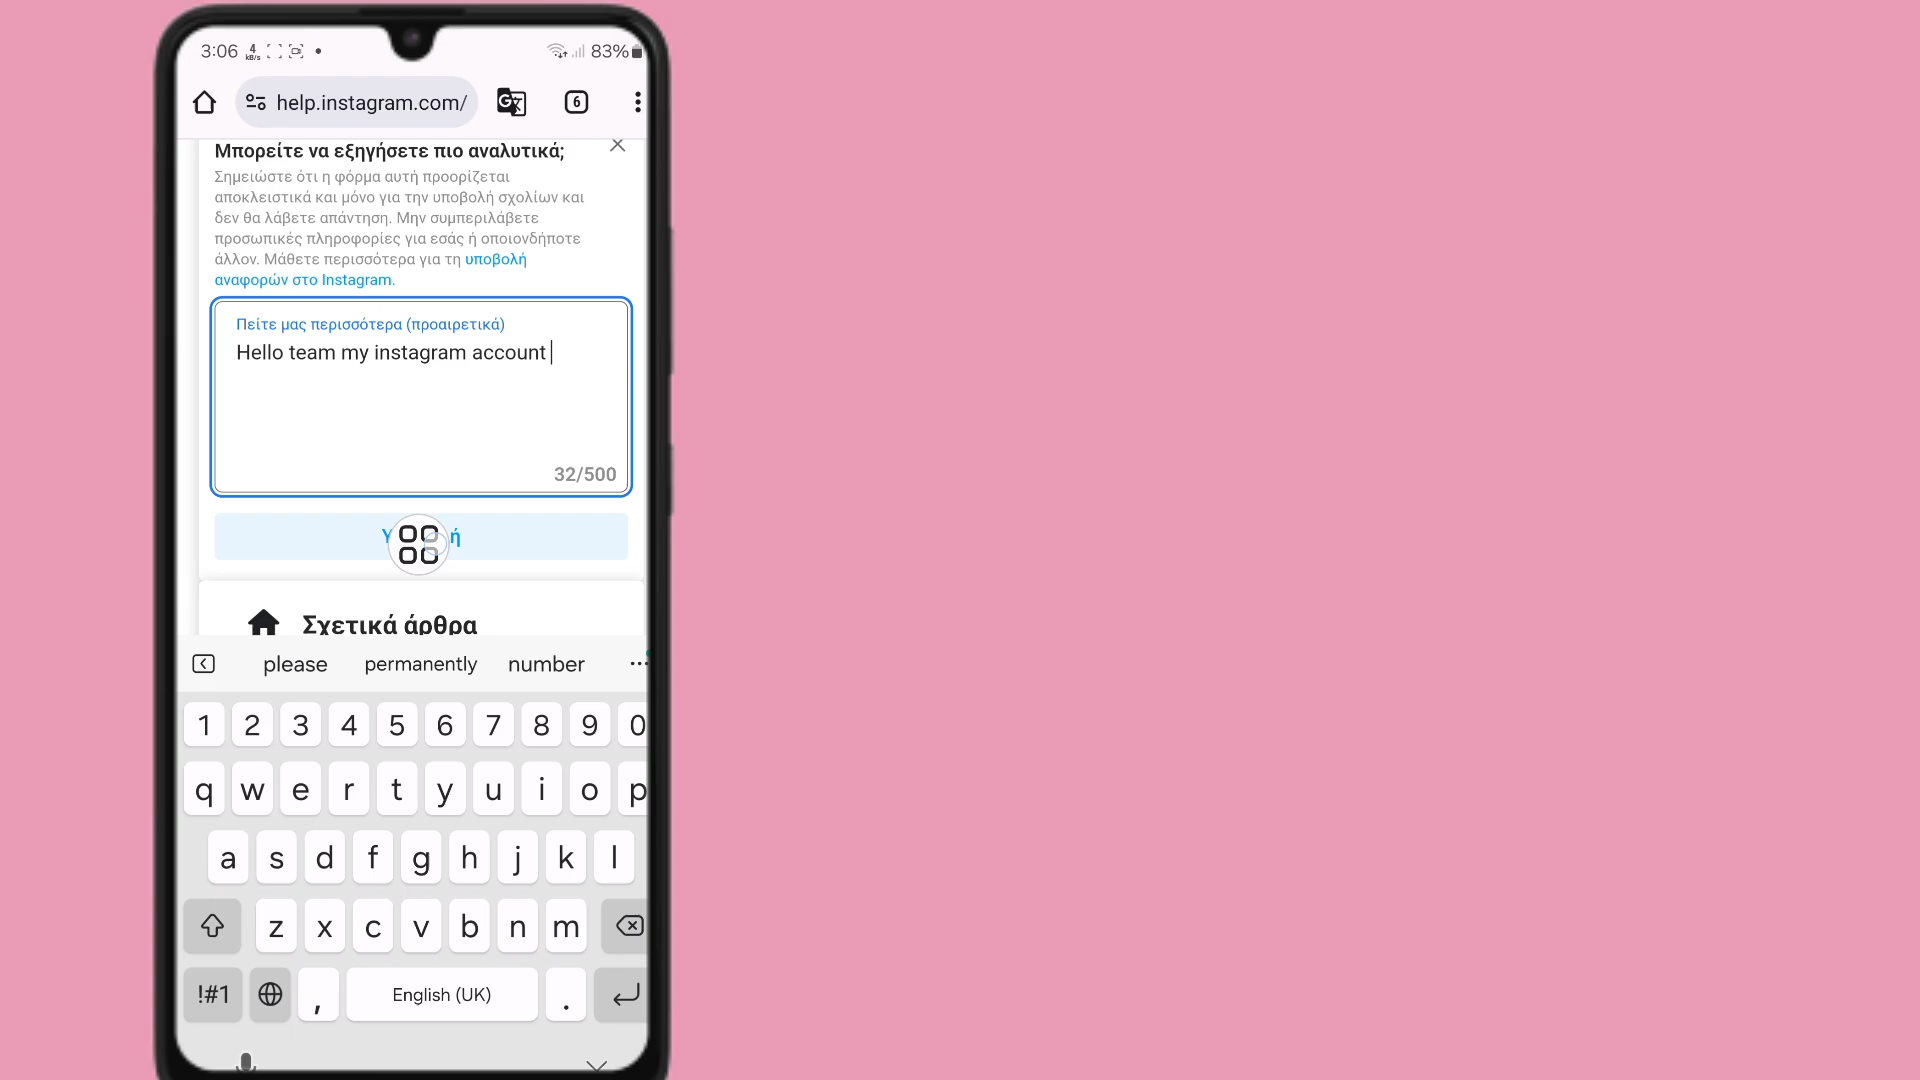 3:06 4 kB/s 83%
help.instagram.com/ 6
Μπορείτε να εξηγήσετε πιο αναλυτικά;
Σημειώστε ότι η φόρμα αυτή προορίζεται
αποκλειστικά και μόνο για την υποβολή σχολίων και
δεν θα λάβετε απάντηση. Μην συμπεριλάβετε
προσωπικές πληροφορίες για εσάς ή οποιονδήποτε
άλλον. Μάθετε περισσότερα για τη υποβολή
αναφορών στο Instagram.
Πείτε μας περισσότερα (προαιρετικά)
Hello team my instagram account
32/500
Σχετικά άρθρα
please permanently number
1 2 3 4 5 6 7 8 9 0
q w e r t y u i o p
a s d f g h j k l
z x c v b n m
!#1 , English (UK) .